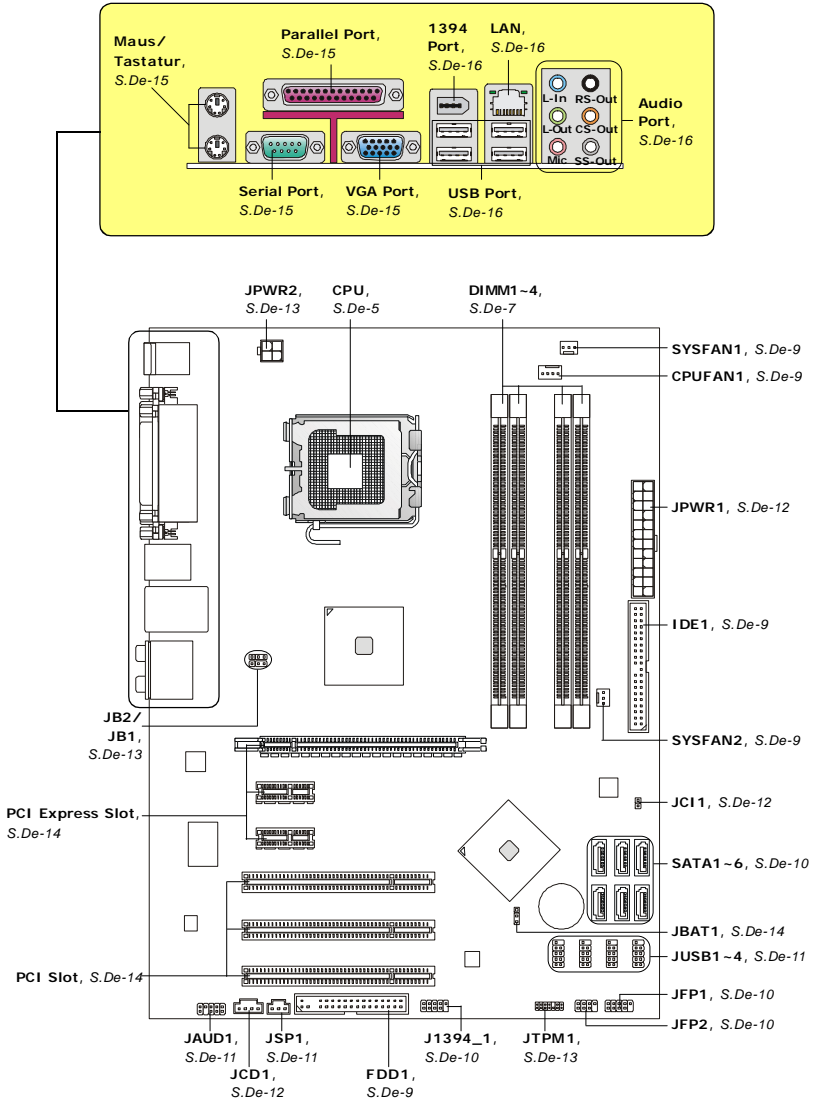 Maus/
Tastatur,
S.De-15
Parallel Port,
S.De-15
1394
Port,
S.De-16
LAN,
S.De-16
L-In
RS-Out
L-Out
CS-Out
Mic
SS-Out
Audio
Port,
S.De-16
Serial Port,
S.De-15
VGA Port,
S.De-15
USB Port,
S.De-16
JPWR2,
S.De-13
CPU,
S.De-5
DIMM1~4,
S.De-7
SYSFAN1, S.De-9
CPUFAN1, S.De-9
JPWR1, S.De-12
IDE1, S.De-9
JB2/
JB1,
S.De-13
SYSFAN2, S.De-9
PCI Express Slot,
S.De-14
JCI1, S.De-12
SATA1~6, S.De-10
JBAT1, S.De-14
JUSB1~4, S.De-11
PCI Slot, S.De-14
JFP1, S.De-10
JFP2, S.De-10
JAUD1,
S.De-11
JCD1,
S.De-12
JSP1,
S.De-11
FDD1,
S.De-9
J1394_1,
S.De-10
JTPM1,
S.De-13